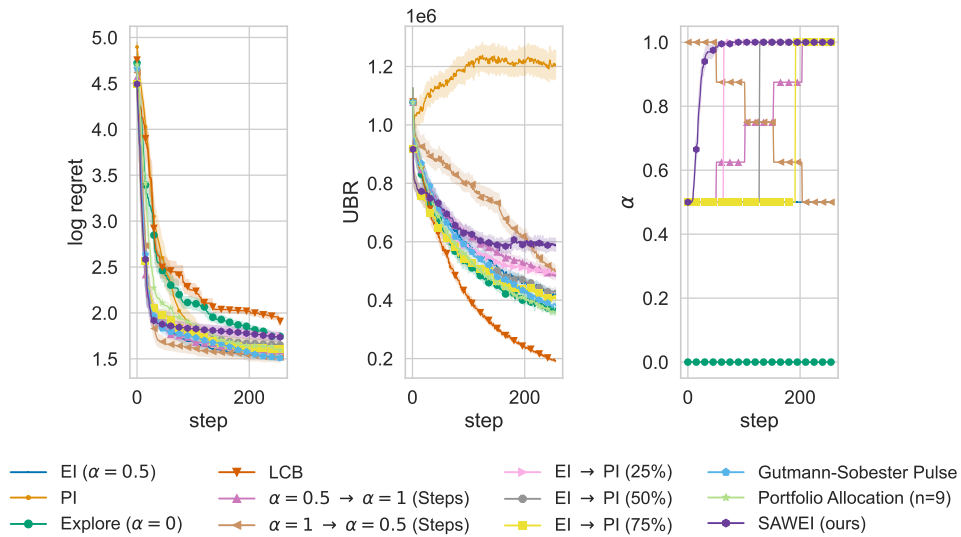 1e6
5.0
4.5
4.0
3.5
3.0
2.5
2.0
1.5
0
200
step
log regret
1.2
1.0
0.8
0.6
0.4
0.2
0
200
step
UBR
1.0
0.8
0.6
0.4
0.2
0.0
0
200
step
α
EI (α = 0.5)
PI
Explore (α = 0)
LCB
α = 0.5 → α = 1 (Steps)
α = 1 → α = 0.5 (Steps)
EI → PI (25%)
EI → PI (50%)
EI → PI (75%)
Gutmann-Sobester Pulse
Portfolio Allocation (n=9)
SAWEI (ours)